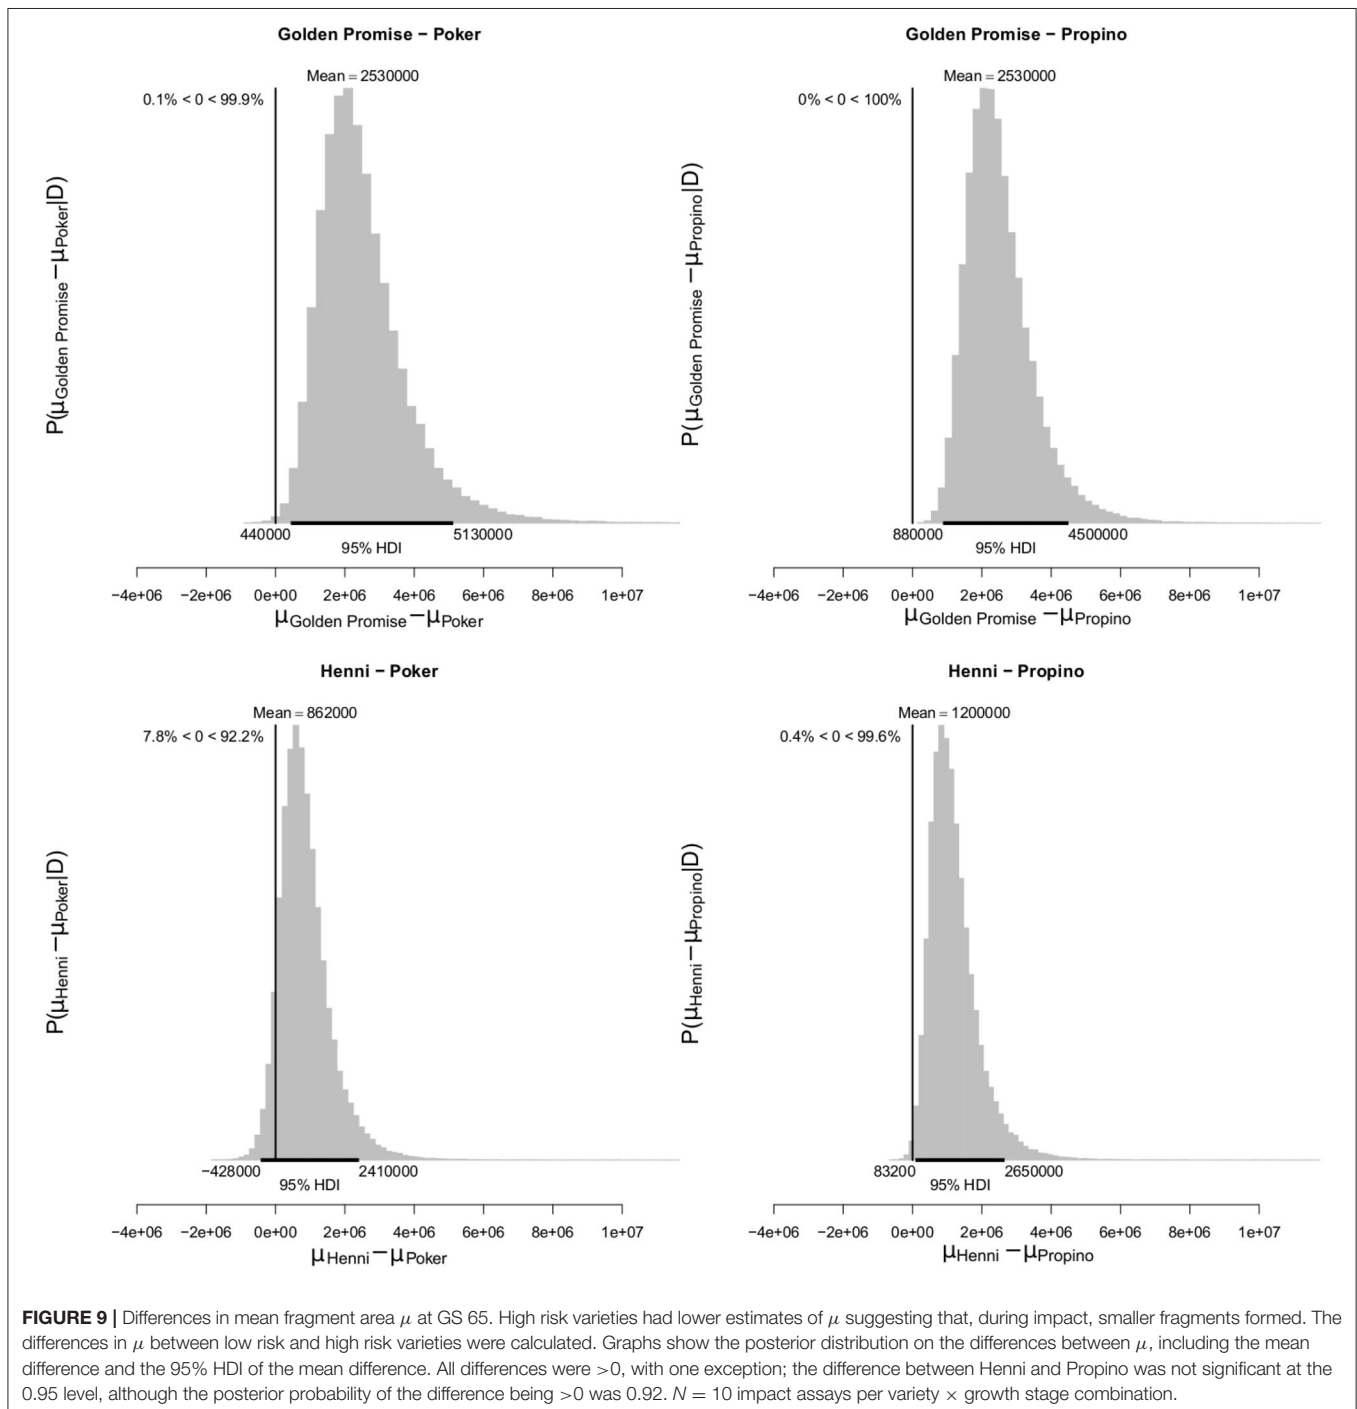 Golden Promise − Poker
Mean = 2530000
0.1% < 0 < 99.9%
P(μGolden Promise −μPoker|D)
440000
5130000
95% HDI
−4e+06 −2e+06 0e+00 2e+06 4e+06 6e+06 8e+06 1e+07
μGolden Promise −μPoker
Golden Promise − Propino
Mean = 2530000
0% < 0 < 100%
P(μGolden Promise −μPropino|D)
880000
4500000
95% HDI
−4e+06 −2e+06 0e+00 2e+06 4e+06 6e+06 8e+06 1e+07
μGolden Promise −μPropino
Henni − Poker
Mean = 862000
7.8% < 0 < 92.2%
P(μHenni −μPoker|D)
−428000
2410000
95% HDI
−4e+06 −2e+06 0e+00 2e+06 4e+06 6e+06 8e+06 1e+07
μHenni −μPoker
Henni − Propino
Mean = 1200000
0.4% < 0 < 99.6%
P(μHenni −μPropino|D)
83200
2650000
95% HDI
−4e+06 −2e+06 0e+00 2e+06 4e+06 6e+06 8e+06 1e+07
μHenni −μPropino
FIGURE 9 | Differences in mean fragment area μ at GS 65. High risk varieties had lower estimates of μ suggesting that, during impact, smaller fragments formed. The
differences in μ between low risk and high risk varieties were calculated. Graphs show the posterior distribution on the differences between μ, including the mean
difference and the 95% HDI of the mean difference. All differences were >0, with one exception; the difference between Henni and Propino was not significant at the
0.95 level, although the posterior probability of the difference being >0 was 0.92. N = 10 impact assays per variety × growth stage combination.